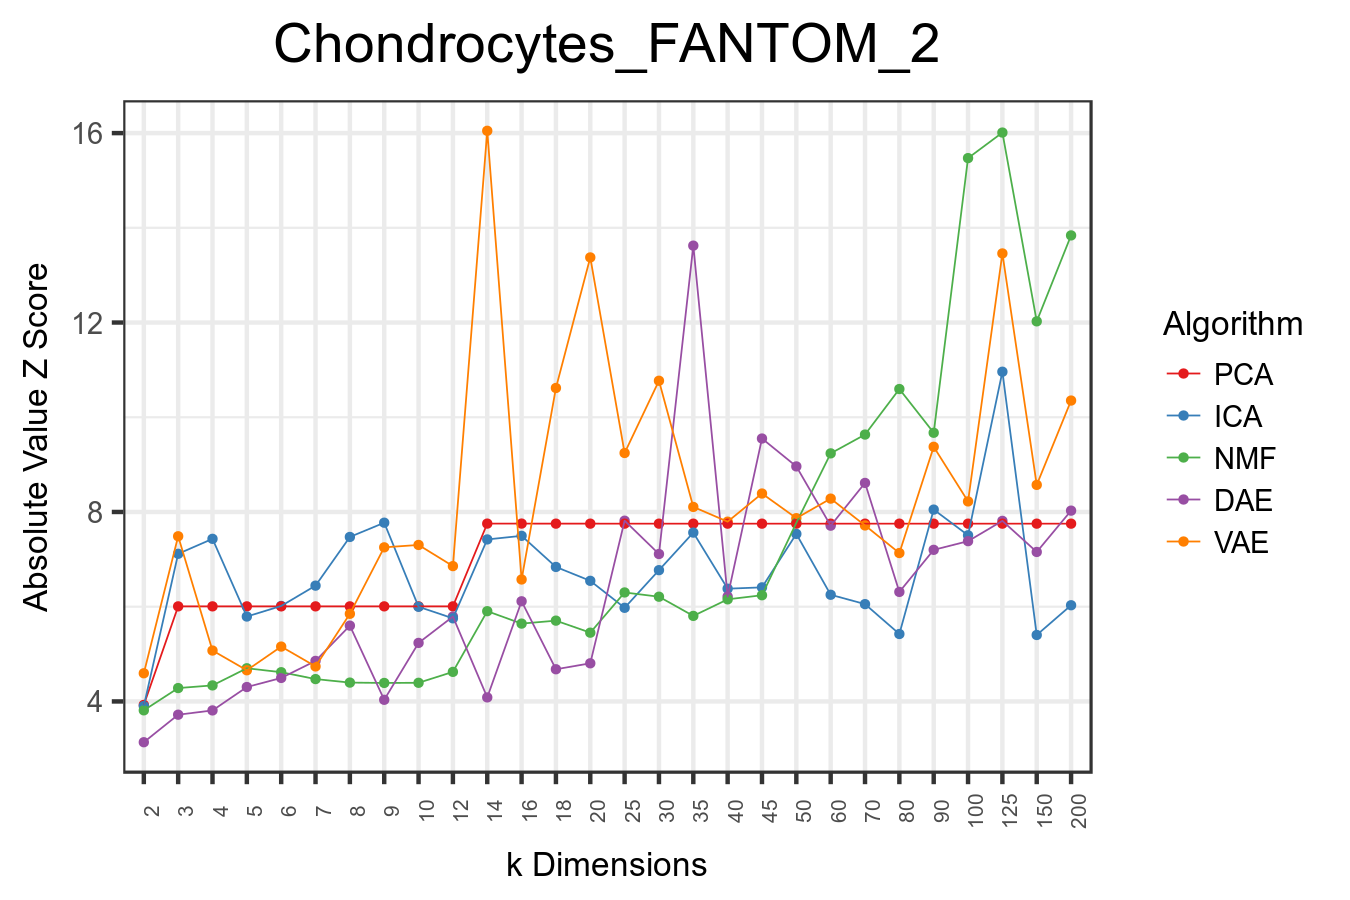 Chondrocytes_FANTOM_2
16
12
8
4
Absolute Value Z Score
2 3 4 5 6 7 8 9 10 12 14 16 18 20 25 30 35 40 45 50 60 70 80 90 100 125 150 200
k Dimensions
Algorithm
PCA
ICA
NMF
DAE
VAE